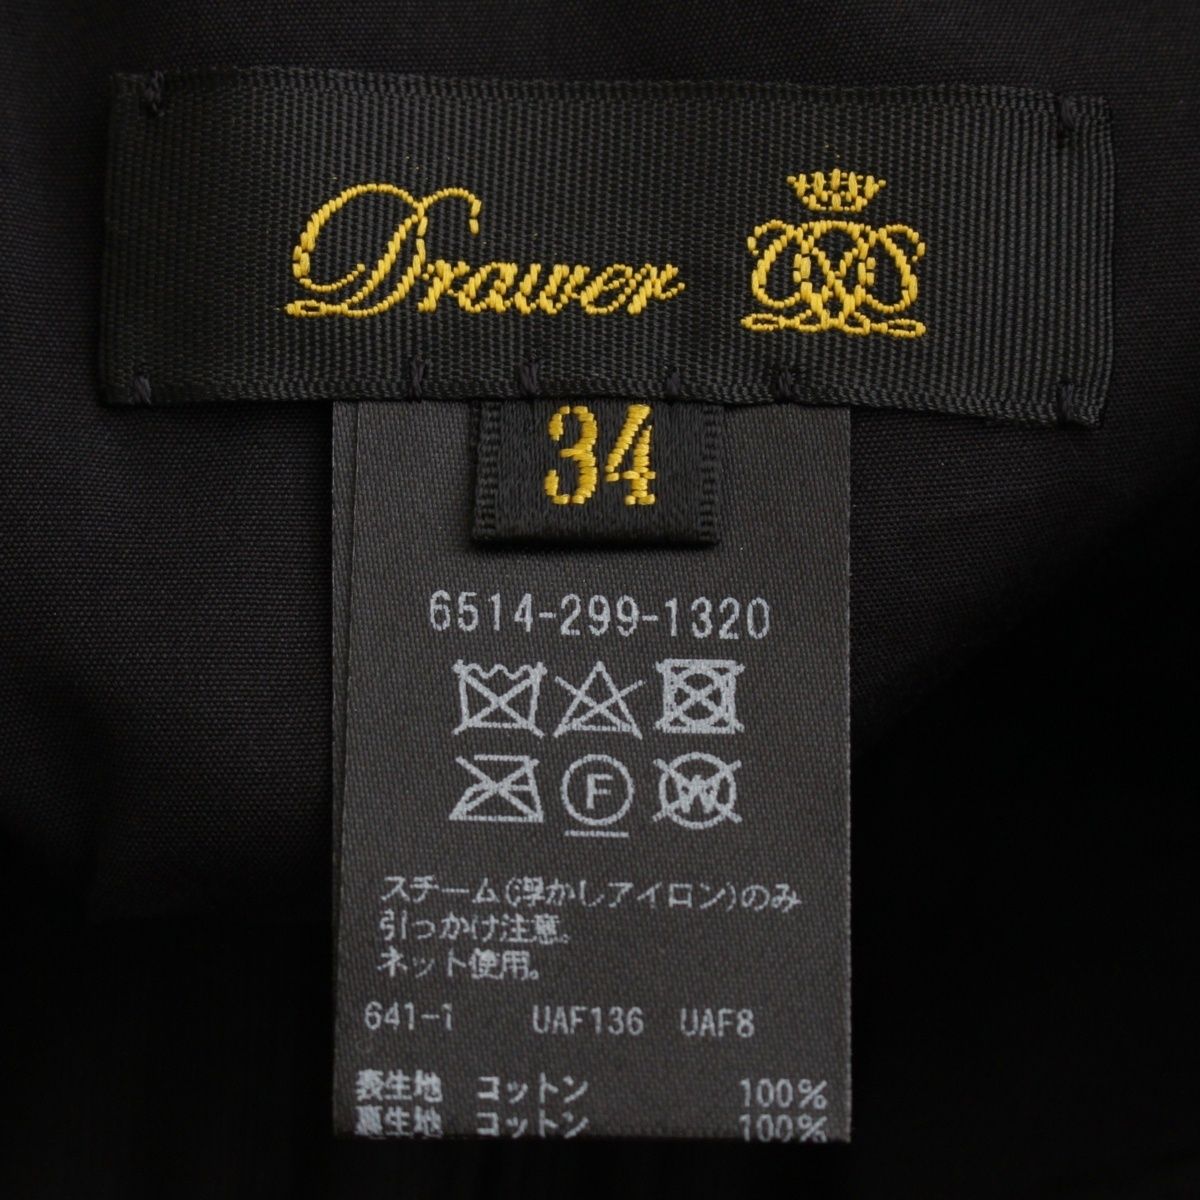 Drawer
34
6514-299-1320
F W
スチーム(浮かしアイロン)のみ
引っかけ注意。
ネット使用。
641-1 UAF136 UAF8
表生地 コットン 100%
裏生地 コットン 100%